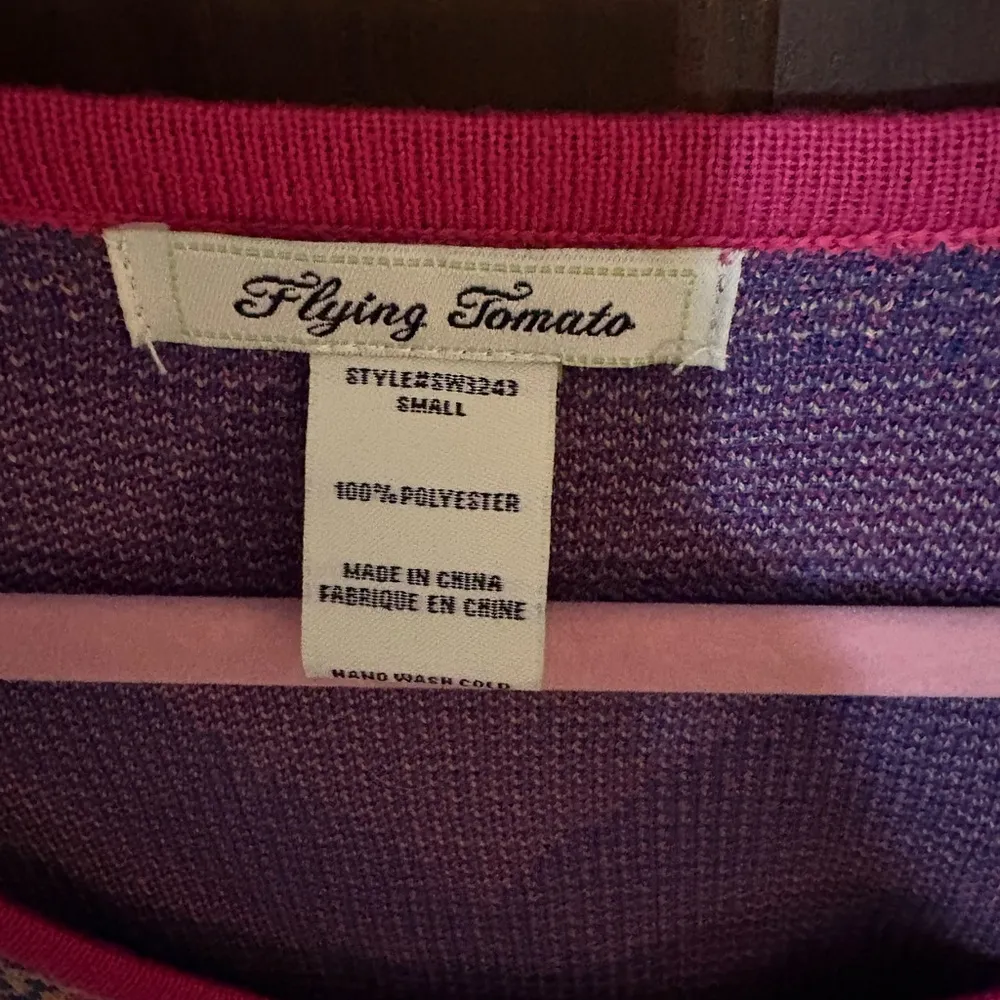 Flying Tomato
STYLE#SW3243
SMALL
100% POLYESTER
MADE IN CHINA
FABRIQUE EN CHINE
HAND WASH COLD